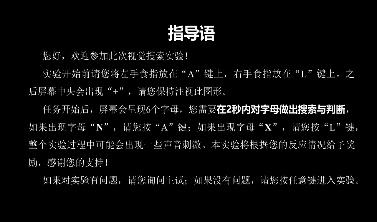 指导语
您好，欢迎参加此次视觉搜索实验！
实验开始前请您将左手食指放在“A”键上，右手食指放在“L”键上，之
后屏幕中央会出现“+”，请您保持注视此图形。
任务开始后，屏幕会呈现6个字母，您需要在2秒内对字母做出搜索与判断，
如果出现字母“N”，请您按“A”键；如果出现字母“X”，请您按“L”键，
整个实验过程中可能会出现一些声音刺激。本实验将根据您的反应情况给予奖
励，感谢您的支持！
如果对实验有问题，请您询问主试；如果没有问题，请您按任意键进入实验。